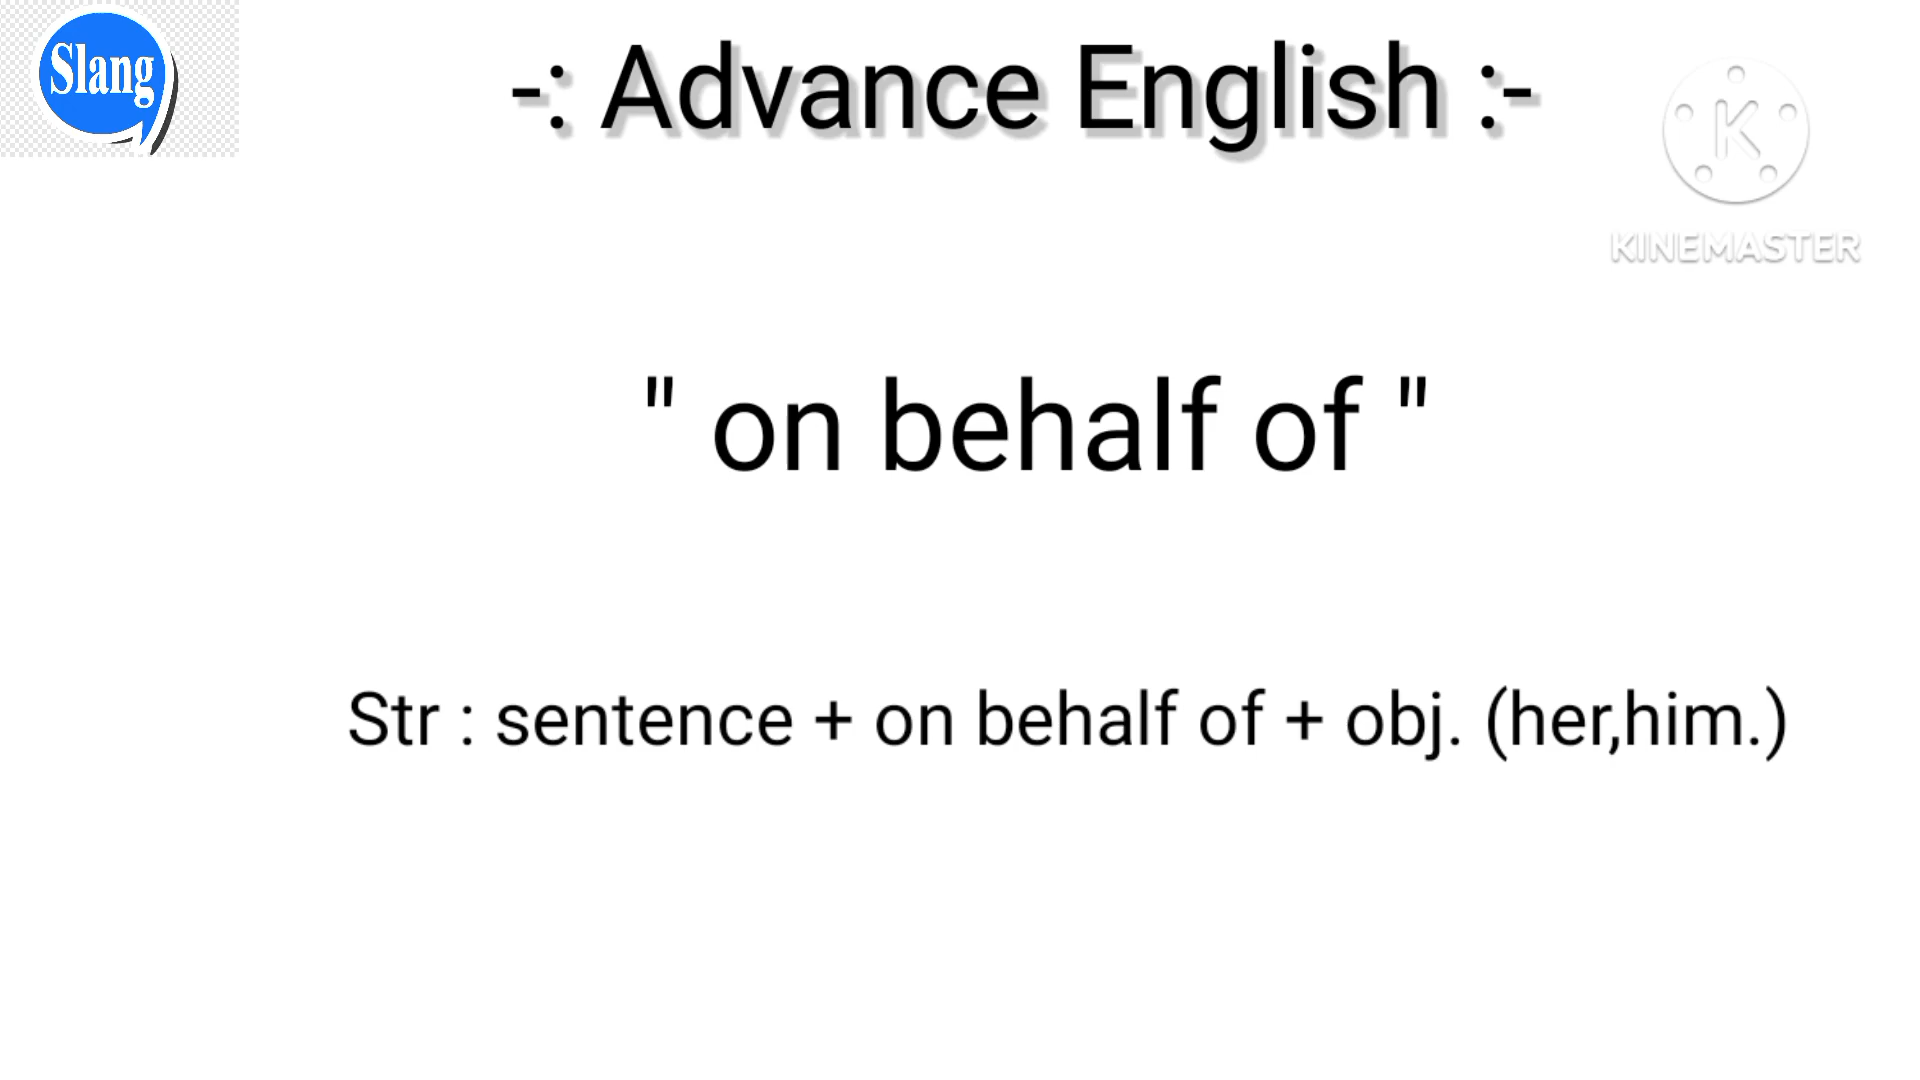 Slang
-: Advance English :-
KINEMASTER
" on behalf of "
Str : sentence + on behalf of + obj. (her,him.)